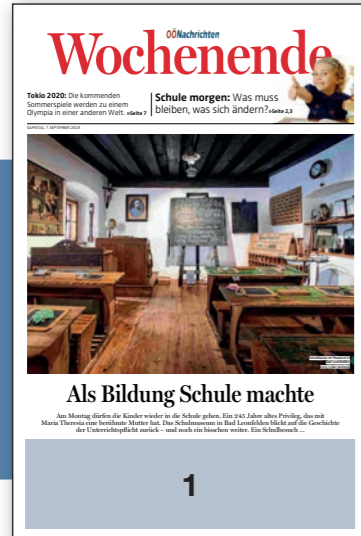 OÖNachrichten
Wochenende
Tokio 2020: Die kommenden
Sommerspiele werden zu einem
Olympia in einer anderen Welt. »Seite 7
Schule morgen: Was muss
bleiben, was sich ändern? »Seite 2,3
SAMSTAG, 7. SEPTEMBER 2019
Als Bildung Schule machte
Am Montag dürfen die Kinder wieder in die Schule gehen. Ein 245 Jahre altes Privileg, das mit
Maria Theresia eine berühmte Mutter hat. Das Schulmuseum in Bad Leonfelden blickt auf die Geschichte
der Unterrichtspflicht zurück – und noch ein bisschen weiter. Ein Schulbesuch ...
1